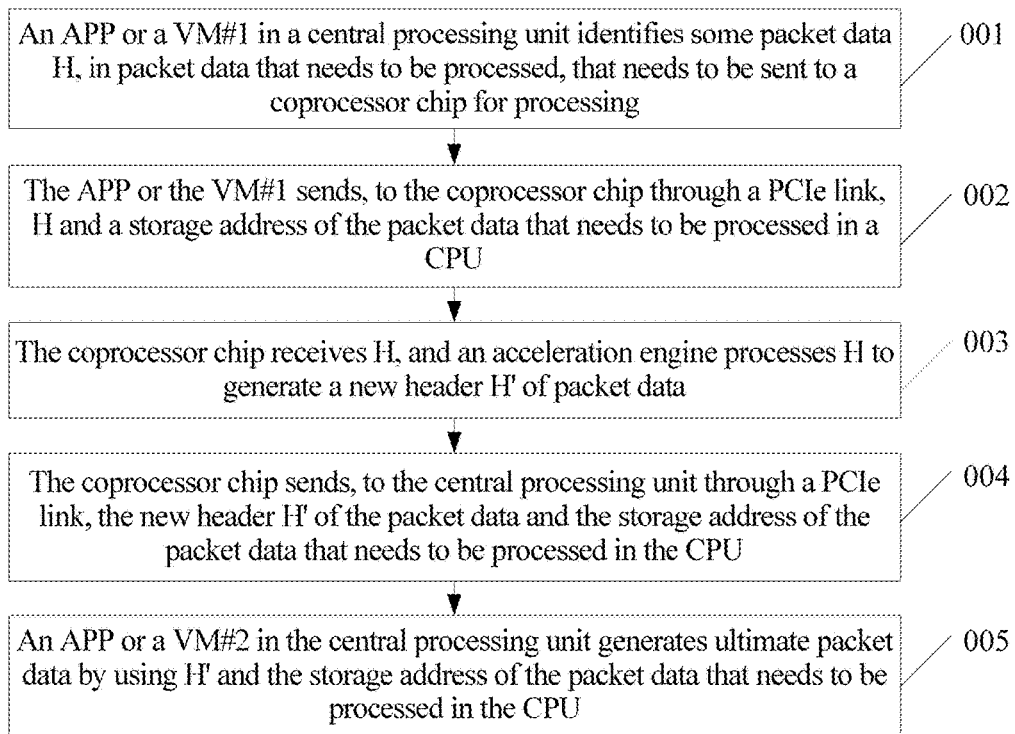 An APP or a VM#1 in a central processing unit identifies some packet data
001
H, in packet data that needs to be processed, that needs to be sent to a
coprocessor chip for processing
The APP or the VM#1 sends, to the coprocessor chip through a PCIe link,
002
H and a storage address of the packet data that needs to be processed in a
CPU
The coprocessor chip receives H, and an acceleration engine processes H to
003
generate a new header H' of packet data
The coprocessor chip sends, to the central processing unit through a PCIe
004
link, the new header H' of the packet data and the storage address of the
packet data that needs to be processed in the CPU
An APP or a VM#2 in the central processing unit generates ultimate packet
005
data by using H' and the storage address of the packet data that needs to be
processed in the CPU